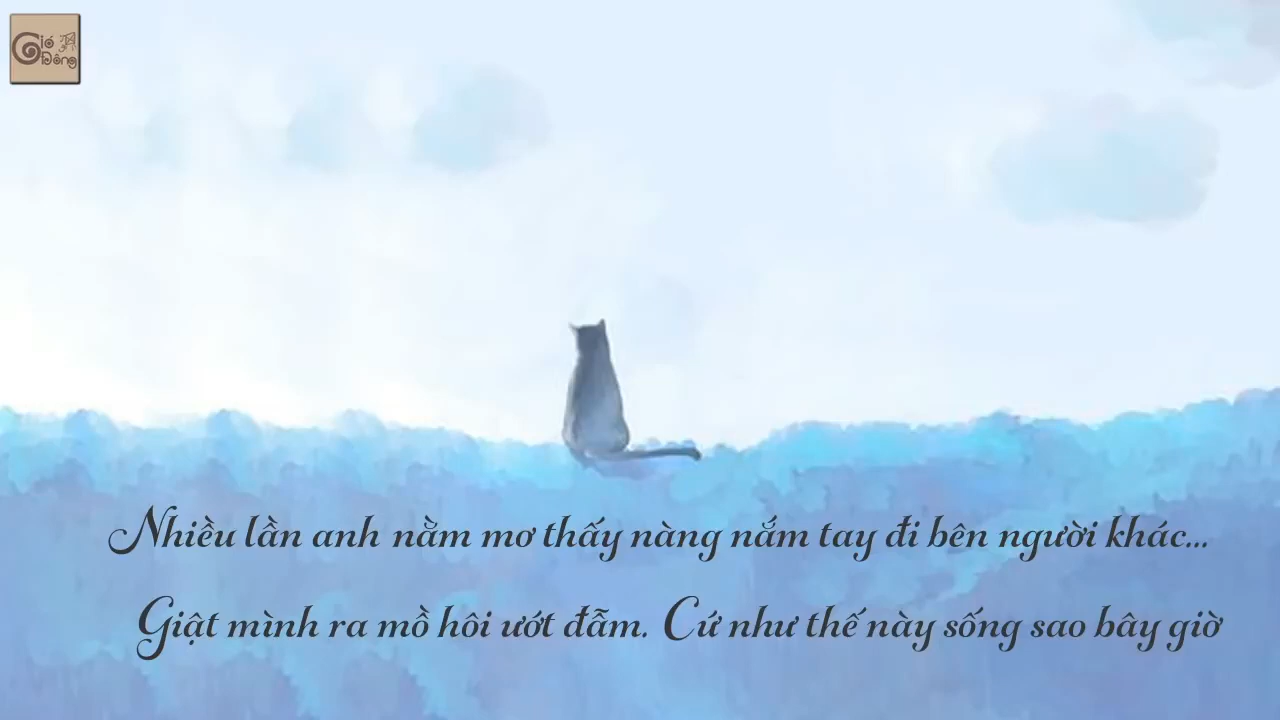 Gió
Đông
Nhiều lần anh nằm mơ thấy nàng nắm tay đi bên người khác...
Giật mình ra mồ hôi ướt đẫm. Cứ như thế này sống sao bây giờ